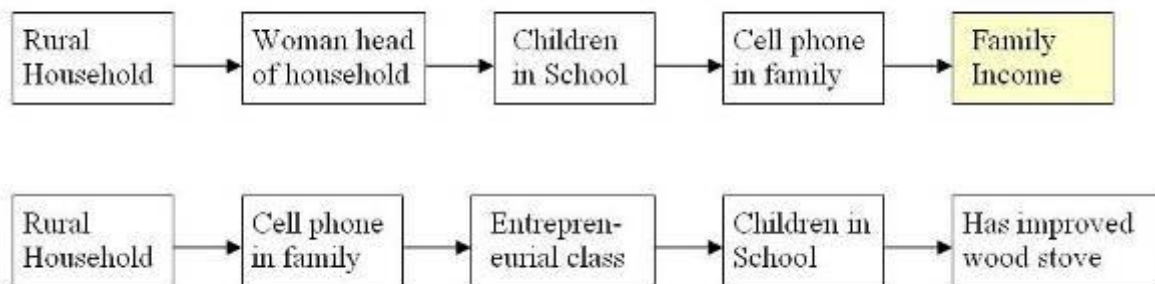 Rural
Household
Woman head
of household
Children
in School
Cell phone
in family
Family
Income
Rural
Household
Cell phone
in family
Entrepren-
eurial class
Children in
School
Has improved
wood stove